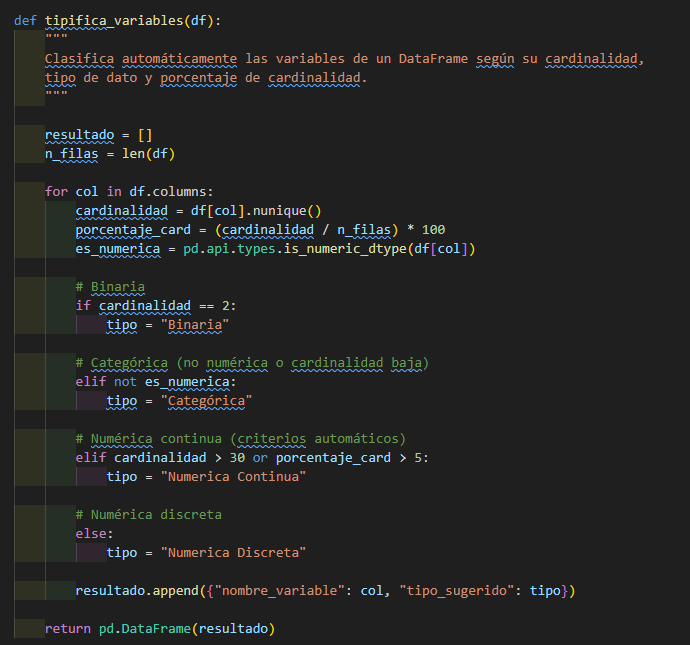 def tipifica_variables(df):
    """
    Clasifica automáticamente las variables de un DataFrame según su cardinalidad,
    tipo de dato y porcentaje de cardinalidad.
    """
    resultado = []
    n_filas = len(df)
    for col in df.columns:
        cardinalidad = df[col].nunique()
        porcentaje_card = (cardinalidad / n_filas) * 100
        es_numerica = pd.api.types.is_numeric_dtype(df[col])
        # Binaria
        if cardinalidad == 2:
            tipo = "Binaria"
        # Categórica (no numérica o cardinalidad baja)
        elif not es_numerica:
            tipo = "Categórica"
        # Numérica continua (criterios automáticos)
        elif cardinalidad > 30 or porcentaje_card > 5:
            tipo = "Numerica Continua"
        # Numérica discreta
        else:
            tipo = "Numerica Discreta"
        resultado.append({"nombre_variable": col, "tipo_sugerido": tipo})
    return pd.DataFrame(resultado)